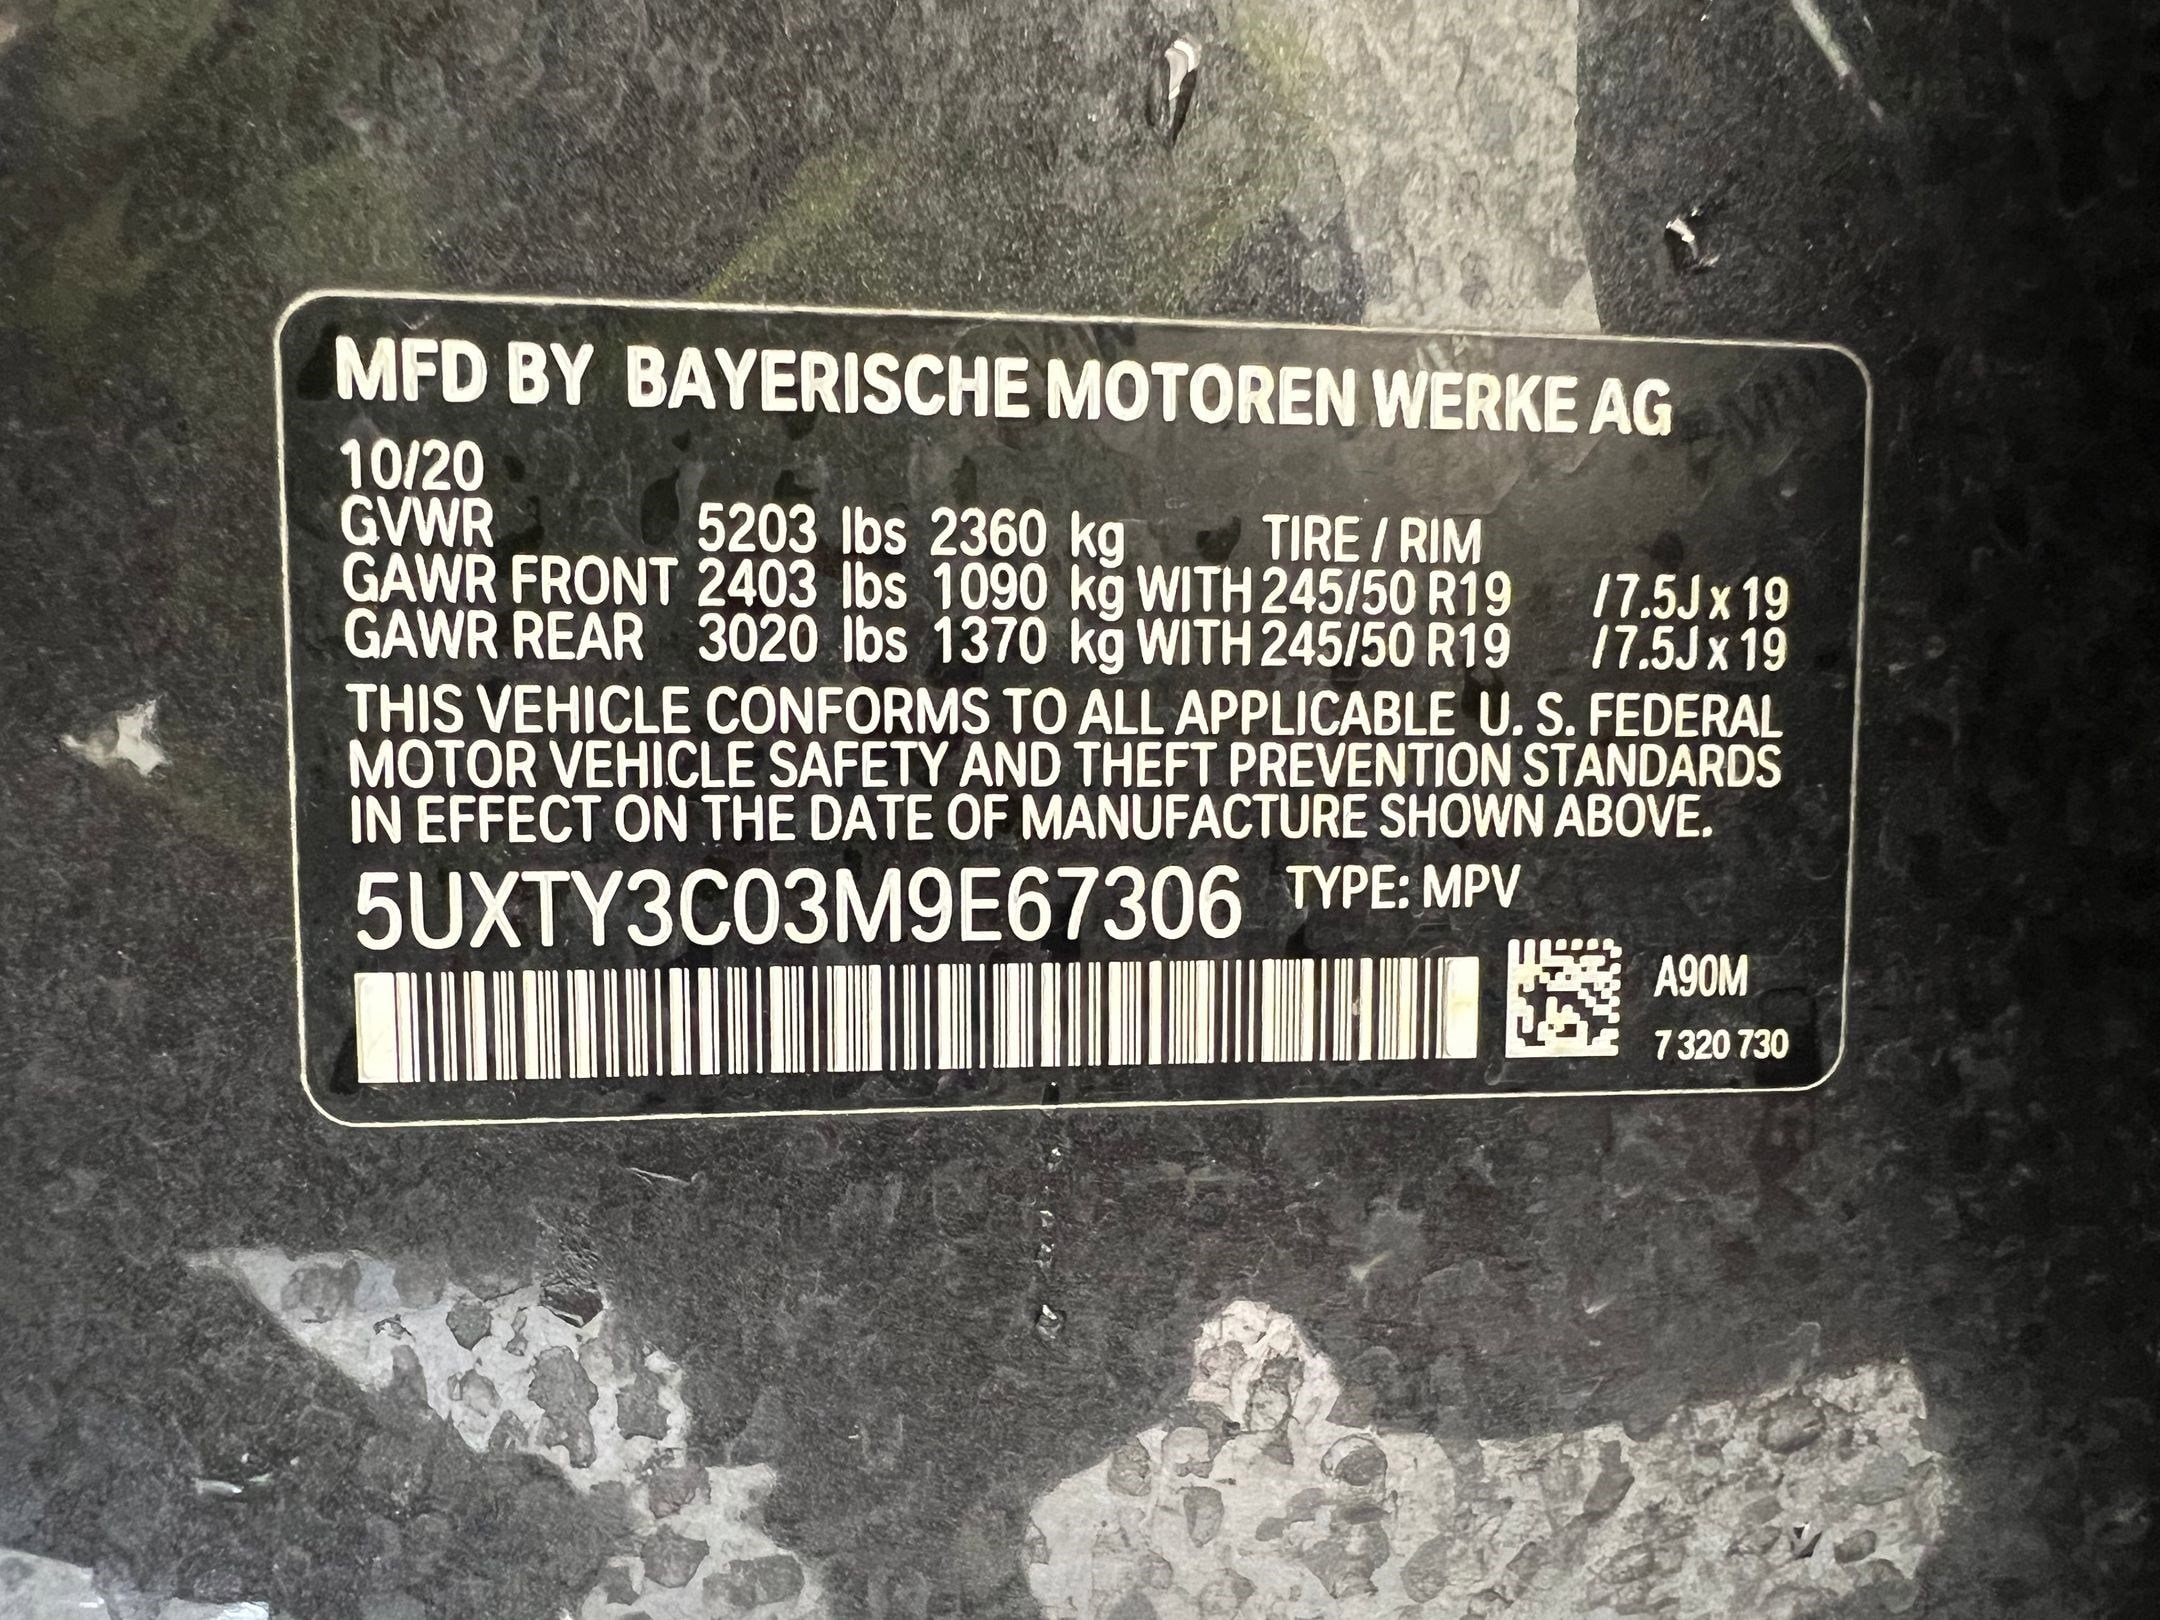 MFD BY BAYERISCHE MOTOREN WERKE AG
10/20
GVWR 5203 lbs 2360 kg TIRE / RIM
GAWR FRONT 2403 lbs 1090 kg WITH 245/50 R19 / 7.5J x 19
GAWR REAR 3020 lbs 1370 kg WITH 245/50 R19 / 7.5J x 19
THIS VEHICLE CONFORMS TO ALL APPLICABLE U. S. FEDERAL
MOTOR VEHICLE SAFETY AND THEFT PREVENTION STANDARDS
IN EFFECT ON THE DATE OF MANUFACTURE SHOWN ABOVE.
5UXTY3C03M9E67306 TYPE: MPV
A90M
7 320 730